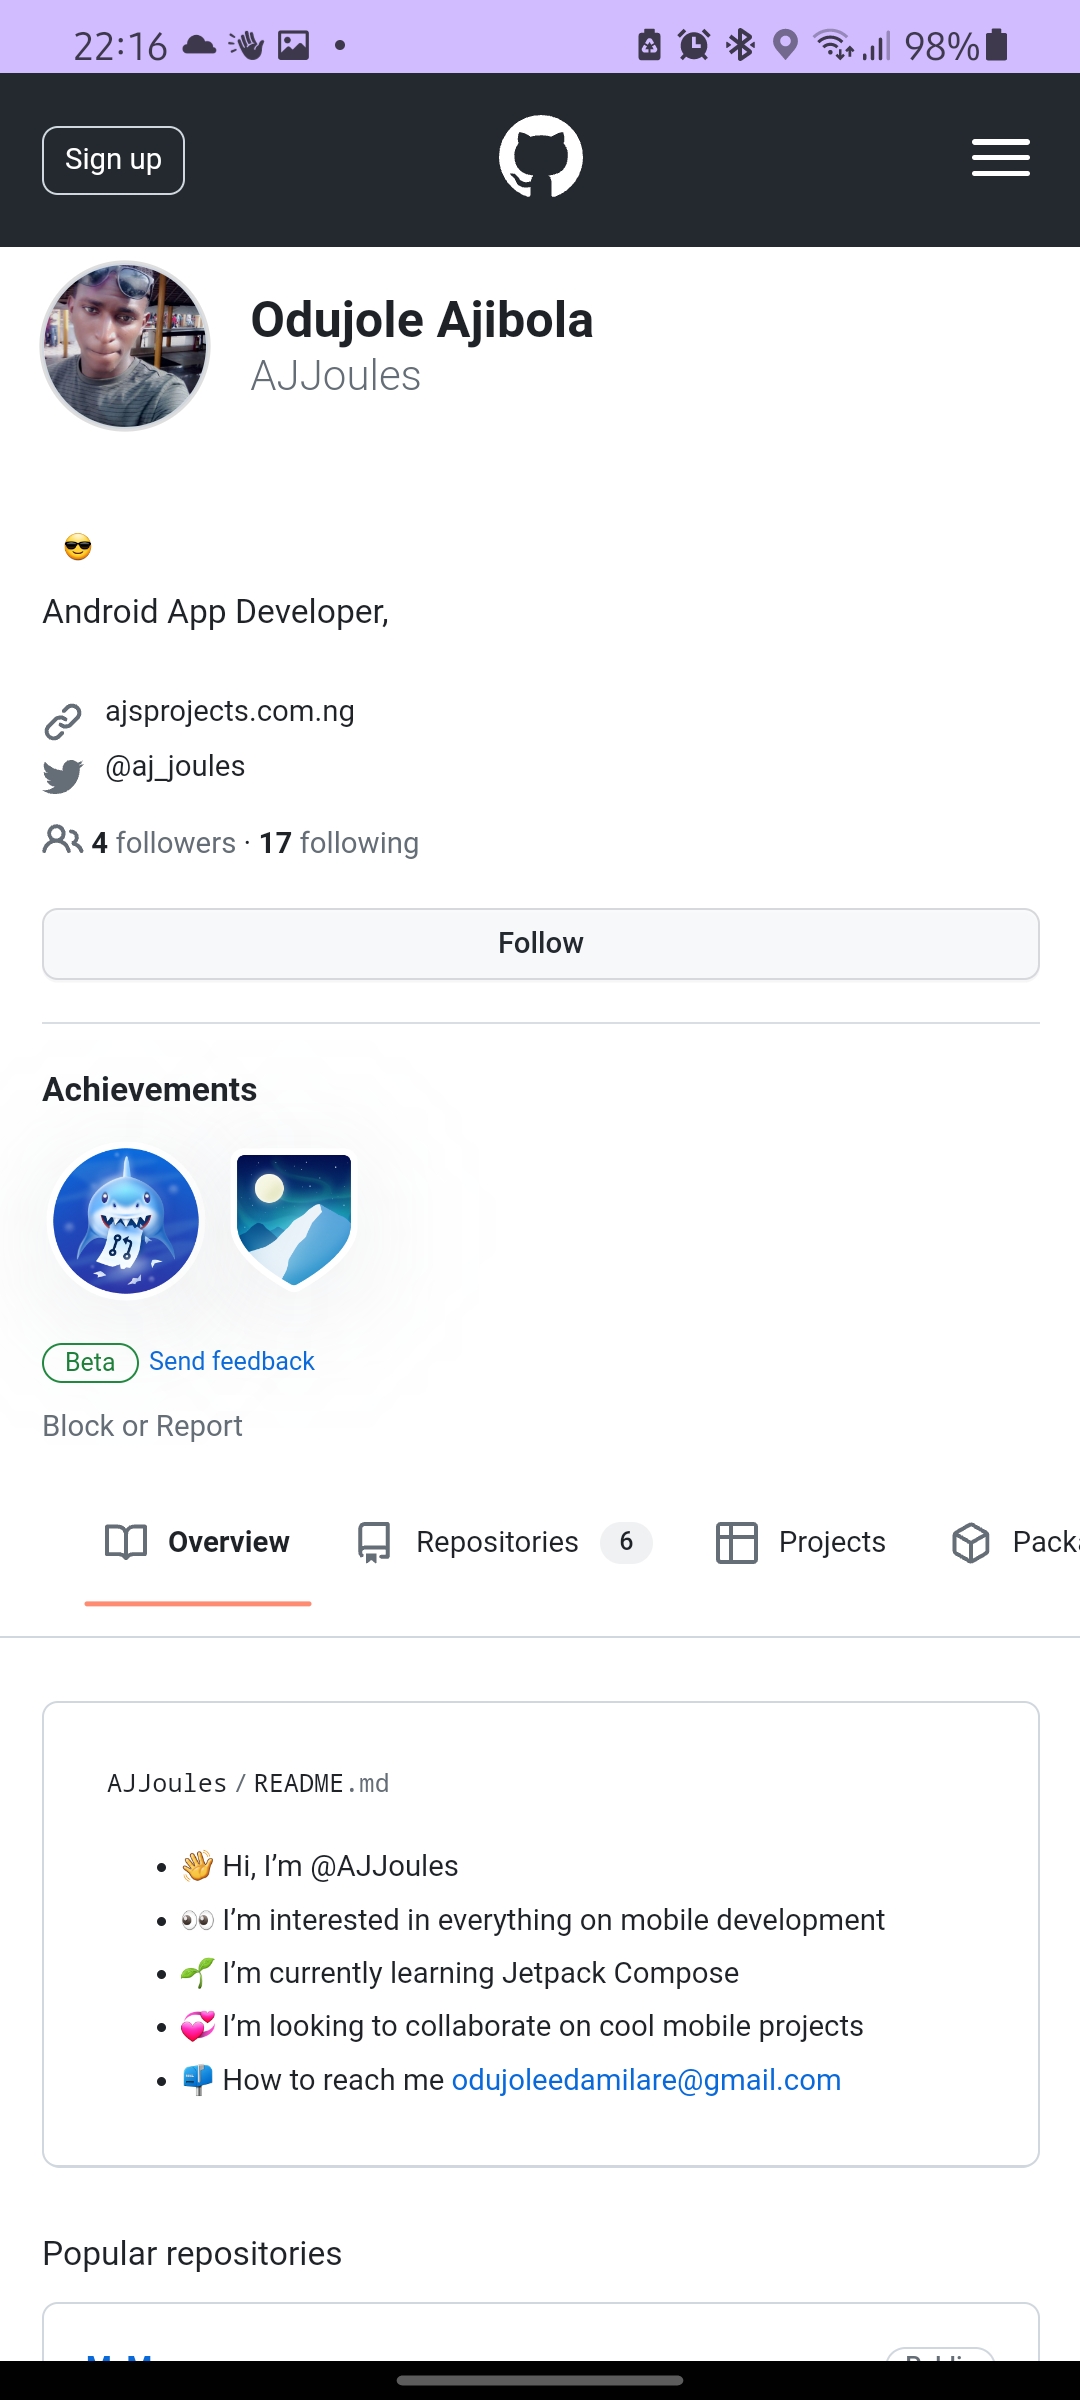 22:16
98%
Sign up
Odujole Ajibola
AJJoules
Android App Developer,
ajsprojects.com.ng
@aj_joules
4 followers · 17 following
Follow
Achievements
Beta Send feedback
Block or Report
Overview Repositories 6 Projects
AJJoules / README.md
• 👋 Hi, I’m @AJJoules
• 👀 I’m interested in everything on mobile development
• 🌱 I’m currently learning Jetpack Compose
• 💞️ I’m looking to collaborate on cool mobile projects
• 📫 How to reach me odujoleedamilare@gmail.com
Popular repositories